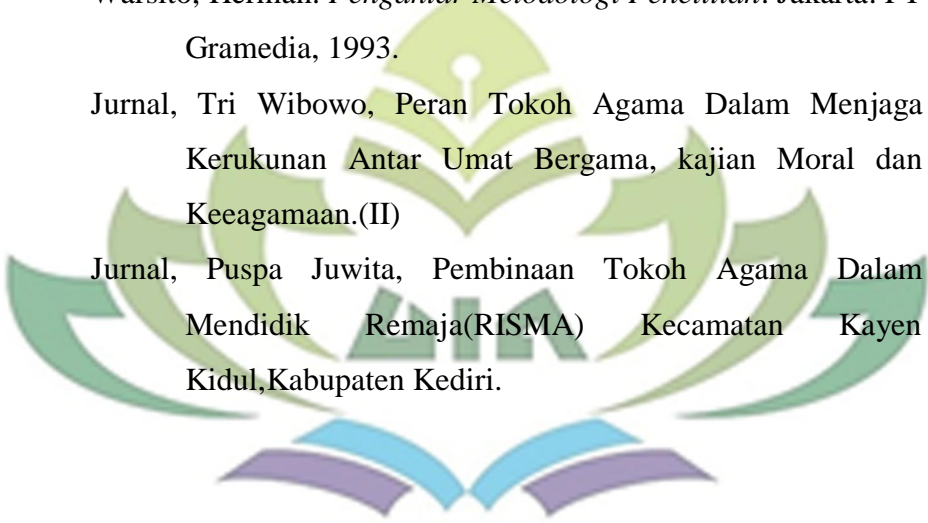 Warsito, Herman. Pengantar Metodologi Penelitian. Jakarta: PT
Gramedia, 1993.
Jurnal, Tri Wibowo, Peran Tokoh Agama Dalam Menjaga
Kerukunan Antar Umat Bergama, kajian Moral dan
Keeagamaan.(II)
Jurnal, Puspa Juwita, Pembinaan Tokoh Agama Dalam
Mendidik Remaja(RISMA) Kecamatan Kayen
Kidul,Kabupaten Kediri.
UIN